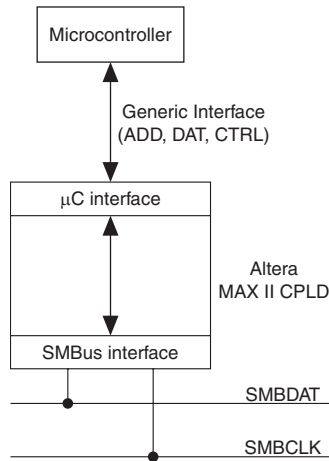 Microcontroller
Generic Interface
(ADD, DAT, CTRL)
μC interface
Altera
MAX II CPLD
SMBus interface
SMBDAT
SMBCLK